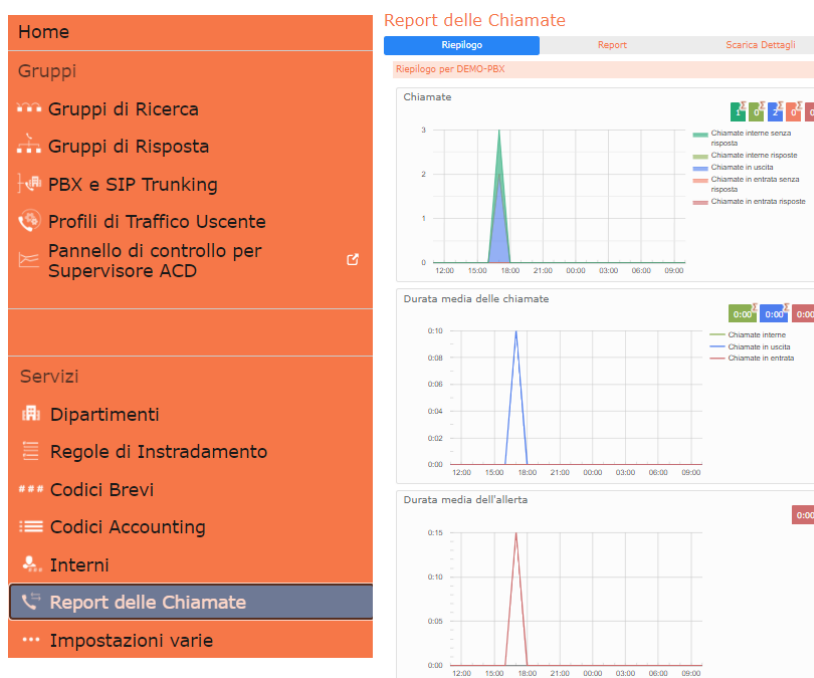 Home
Gruppi
Gruppi di Ricerca
Gruppi di Risposta
PBX e SIP Trunking
Profili di Traffico Uscente
Pannello di controllo per
Supervisore ACD
Servizi
Dipartimenti
Regole di Instradamento
### Codici Brevi
Codici Accounting
Interni
Report delle Chiamate
Impostazioni varie
Report delle Chiamate
Riepilogo Report Scarica Dettagli
Riepilogo per DEMO-PBX
Chiamate
1Σ 0Σ 2Σ 0Σ 0
3
2
1
0
12:00 15:00 18:00 21:00 00:00 03:00 06:00 09:00
Chiamate interne senza
risposta
Chiamate interne risposte
Chiamate in uscita
Chiamate in entrata senza
risposta
Chiamate in entrata risposte
Durata media delle chiamate
0:00Σ 0:00Σ 0:00
0:10
0:08
0:06
0:04
0:02
0:00
12:00 15:00 18:00 21:00 00:00 03:00 06:00 09:00
Chiamate interne
Chiamate in uscita
Chiamate in entrata
Durata media dell'allerta
0:00
0:15
0:10
0:05
0:00
12:00 15:00 18:00 21:00 00:00 03:00 06:00 09:00